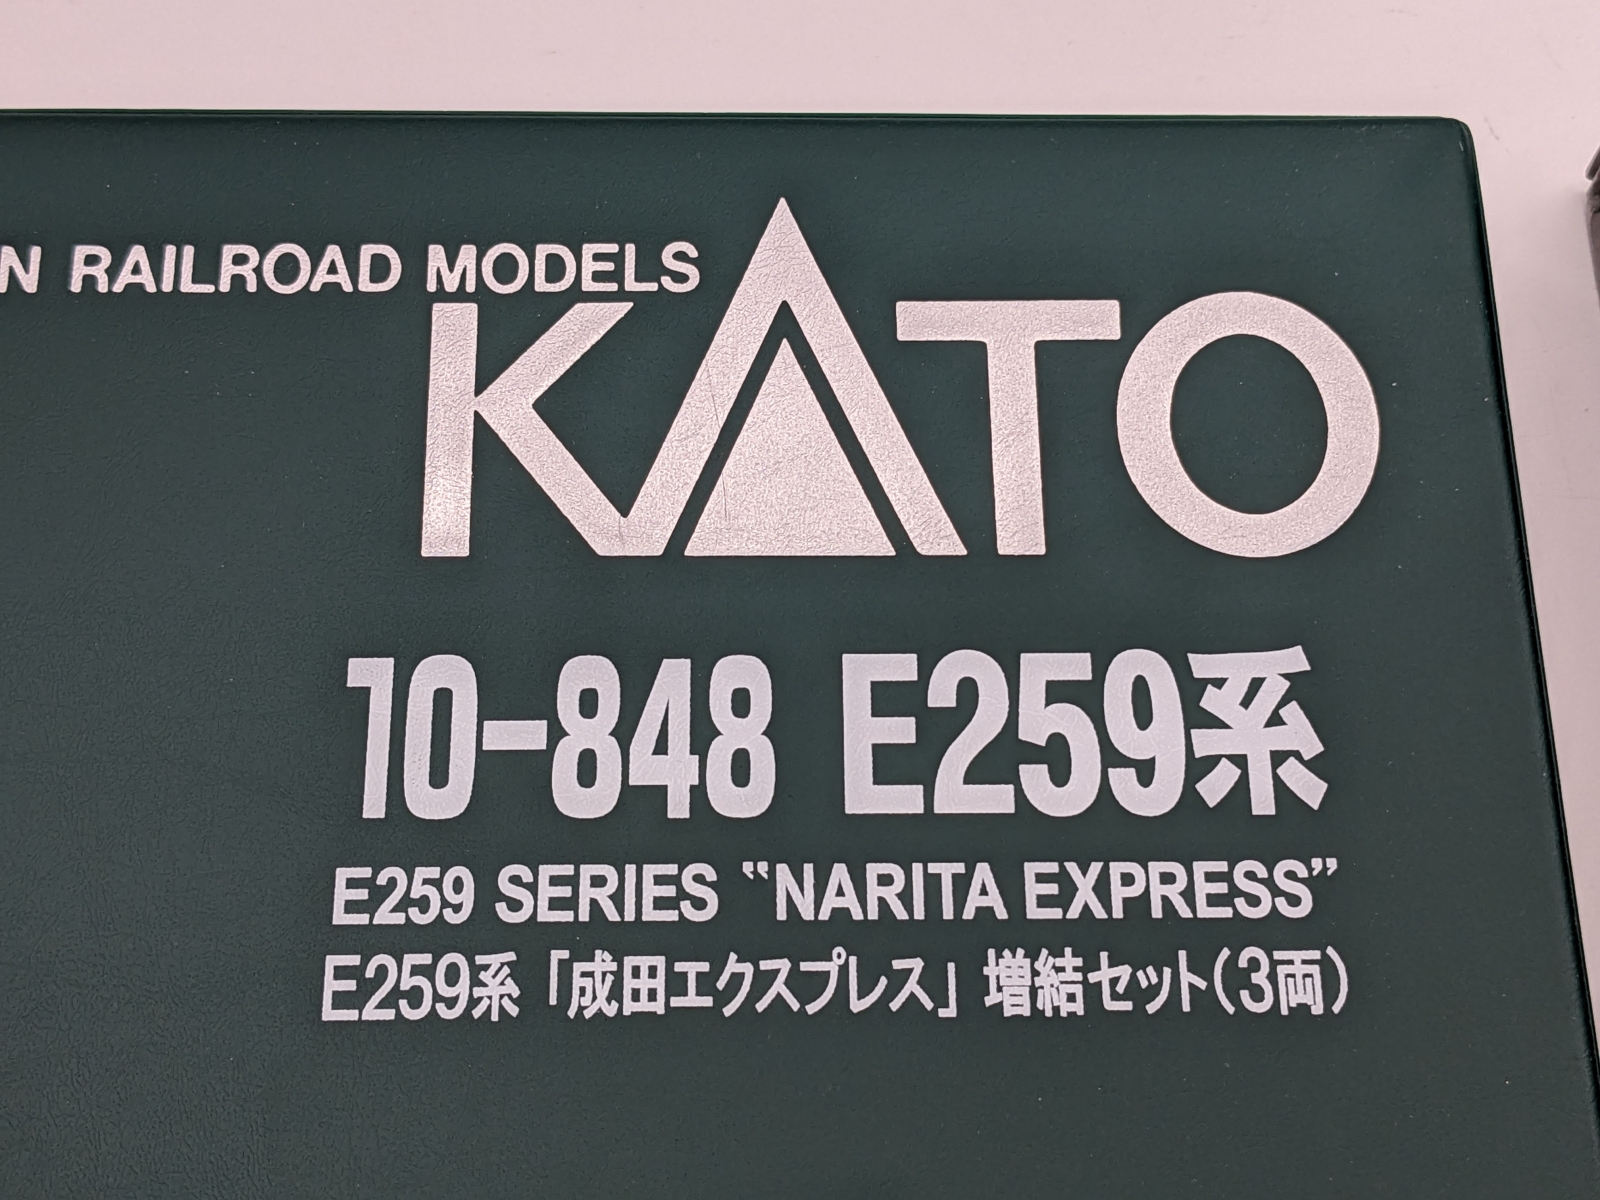 N RAILROAD MODELS
KATO
10-848 E259系
E259 SERIES “NARITA EXPRESS”
E259系「成田エクスプレス」増結セット(3両)